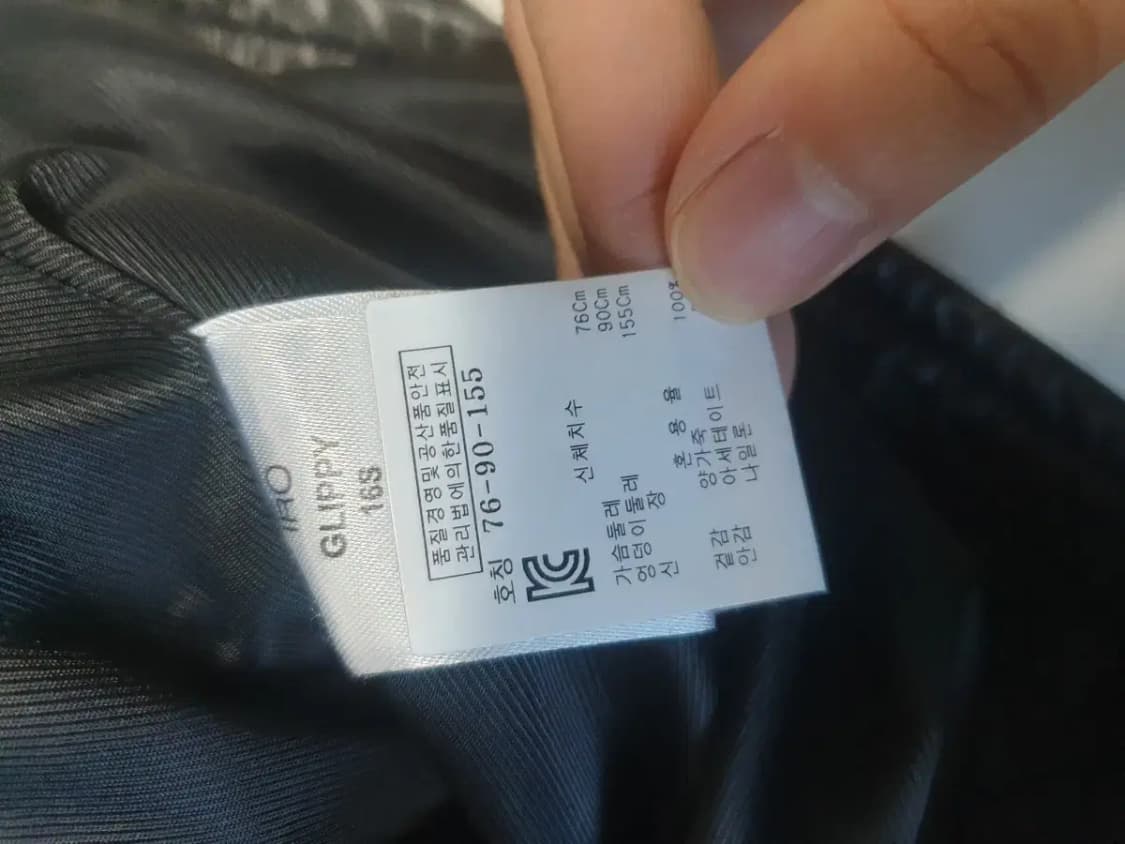 GLIPPY
16S
품질경영및공산품안전
관리법에의한품질표시
호칭 76-90-155
신체치수
가슴둘레 76Cm
엉덩이둘레 90Cm
신 장 155Cm
혼 용 율
겉감 양가죽 100%
안감 아세테이트
나일론